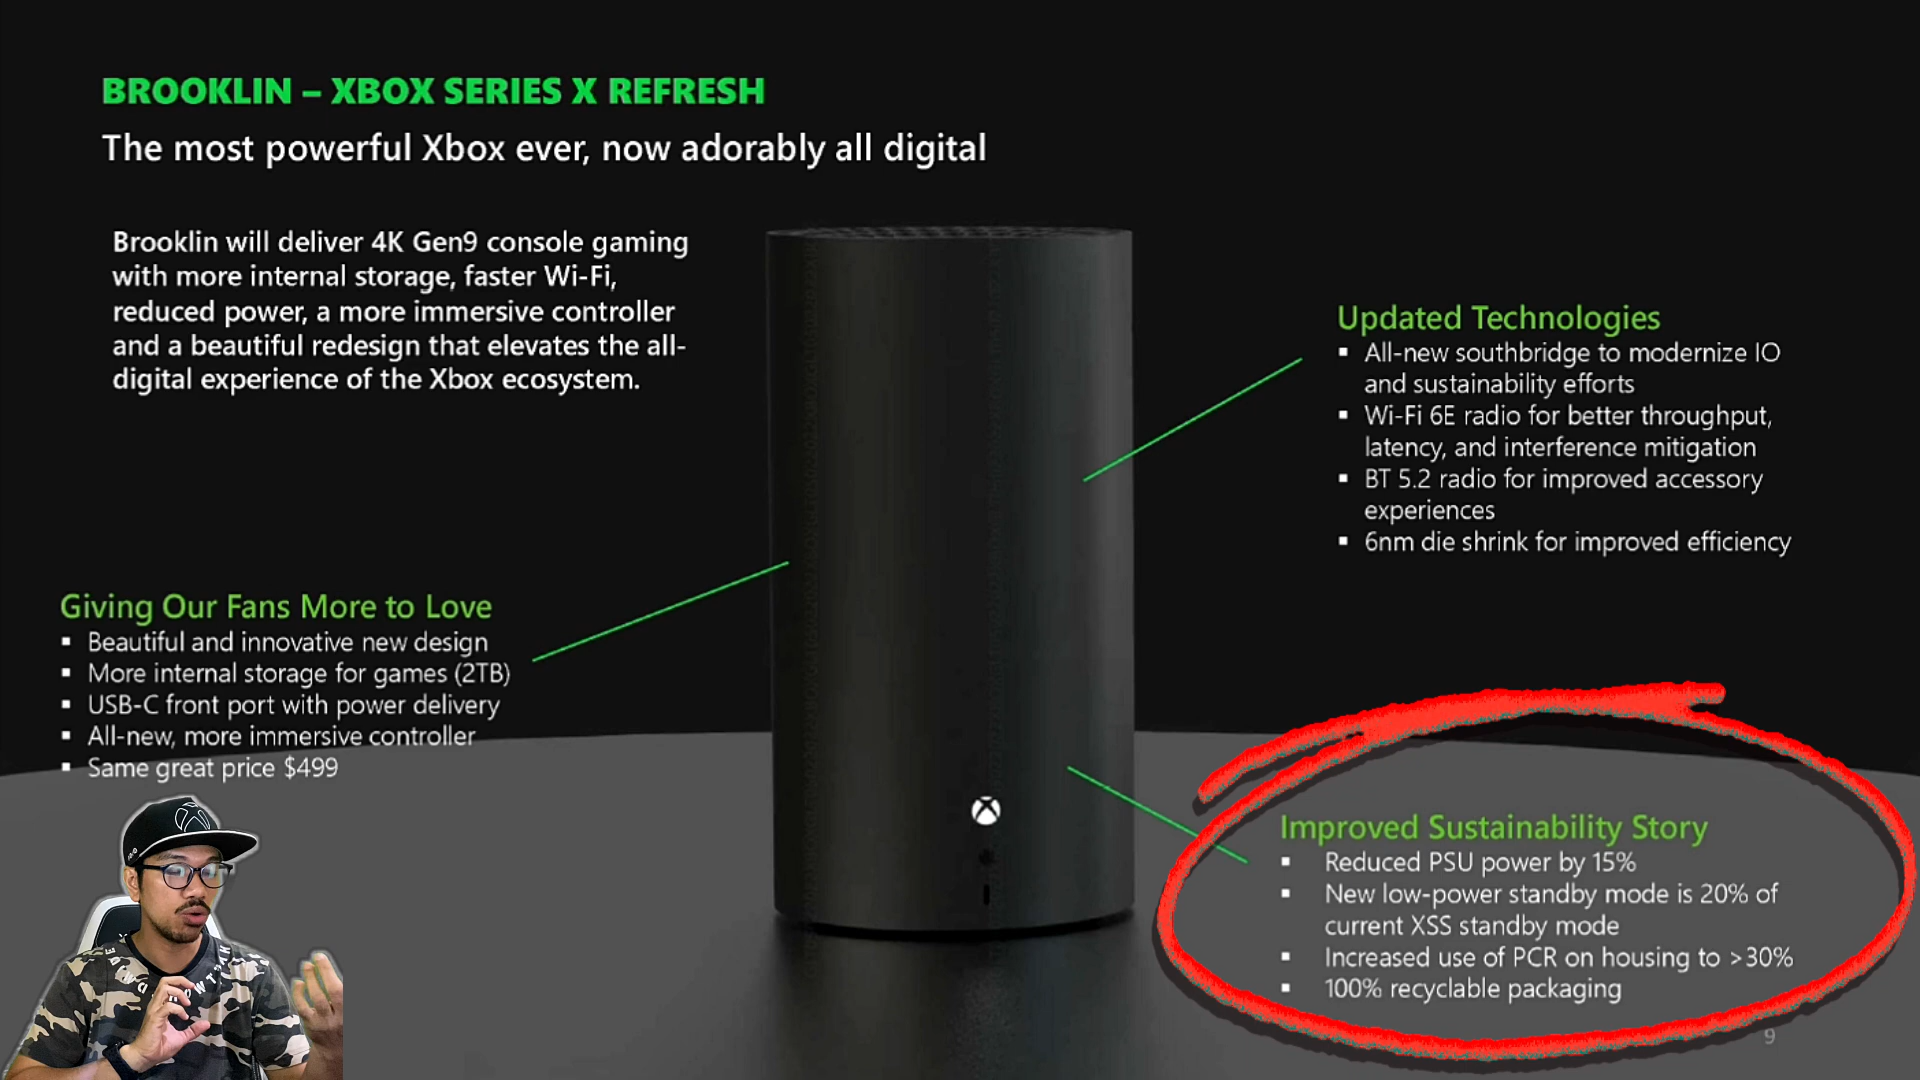 BROOKLIN – XBOX SERIES X REFRESH
The most powerful Xbox ever, now adorably all digital
Brooklin will deliver 4K Gen9 console gaming
with more internal storage, faster Wi-Fi,
reduced power, a more immersive controller
and a beautiful redesign that elevates the all-
digital experience of the Xbox ecosystem.
Giving Our Fans More to Love
▪ Beautiful and innovative new design
▪ More internal storage for games (2TB)
▪ USB-C front port with power delivery
▪ All-new, more immersive controller
▪ Same great price $499
Updated Technologies
▪ All-new southbridge to modernize IO
and sustainability efforts
▪ Wi-Fi 6E radio for better throughput,
latency, and interference mitigation
▪ BT 5.2 radio for improved accessory
experiences
▪ 6nm die shrink for improved efficiency
Improved Sustainability Story
▪ Reduced PSU power by 15%
▪ New low-power standby mode is 20% of
current XSS standby mode
▪ Increased use of PCR on housing to >30%
▪ 100% recyclable packaging
9